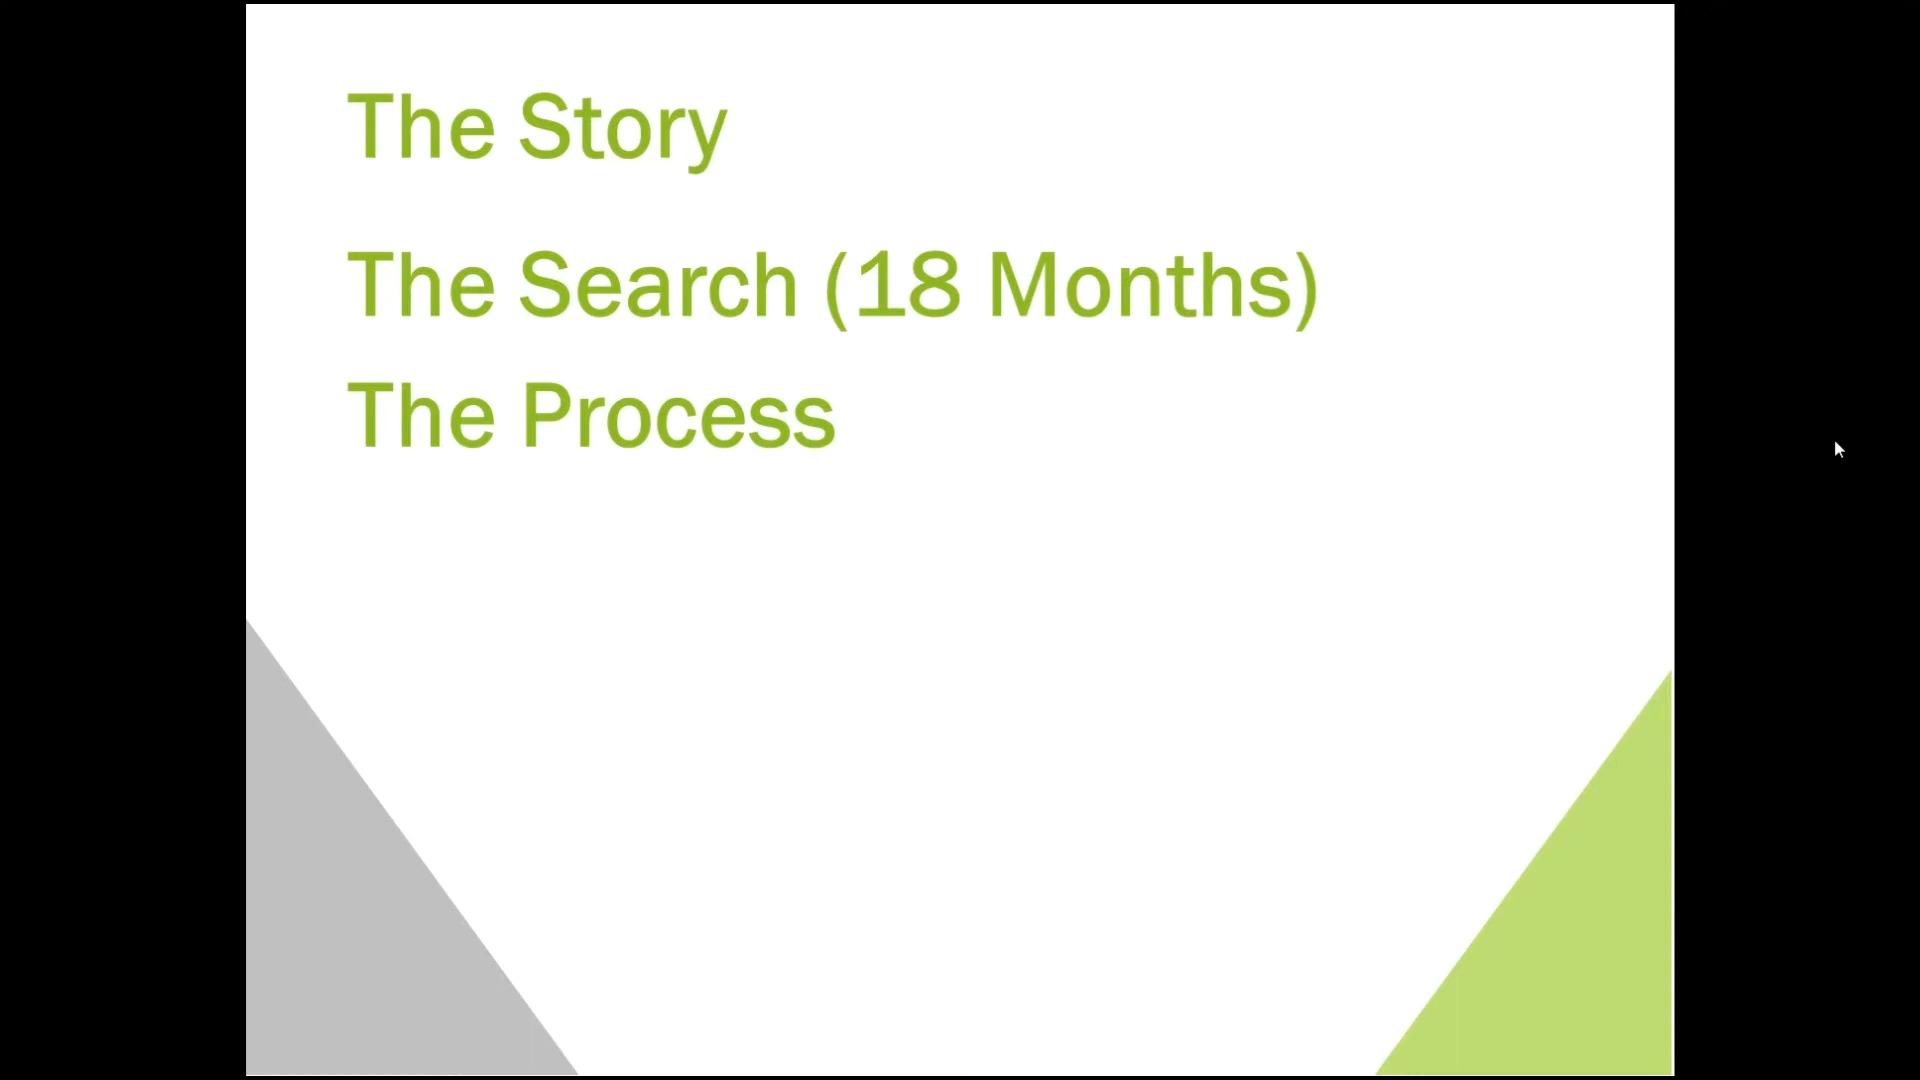 The Story
The Search (18 Months)
The Process